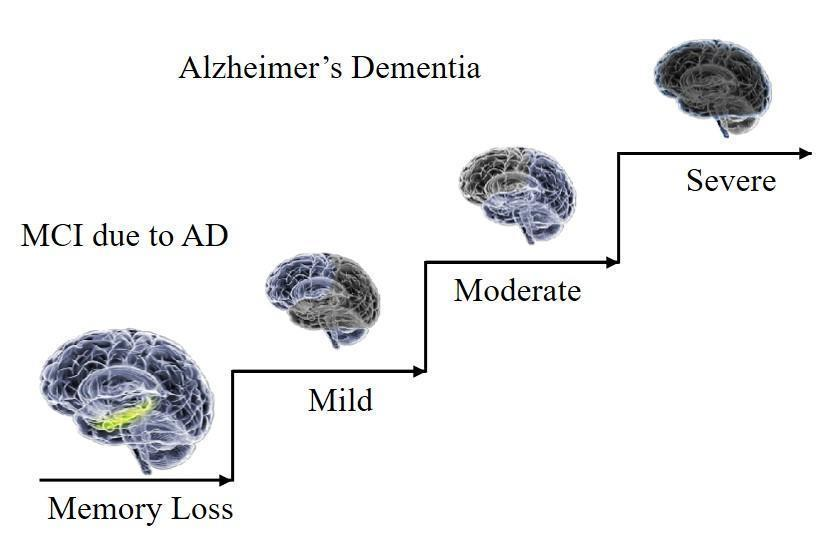 Alzheimer’s Dementia
Severe
MCI due to AD
Moderate
Mild
Memory Loss